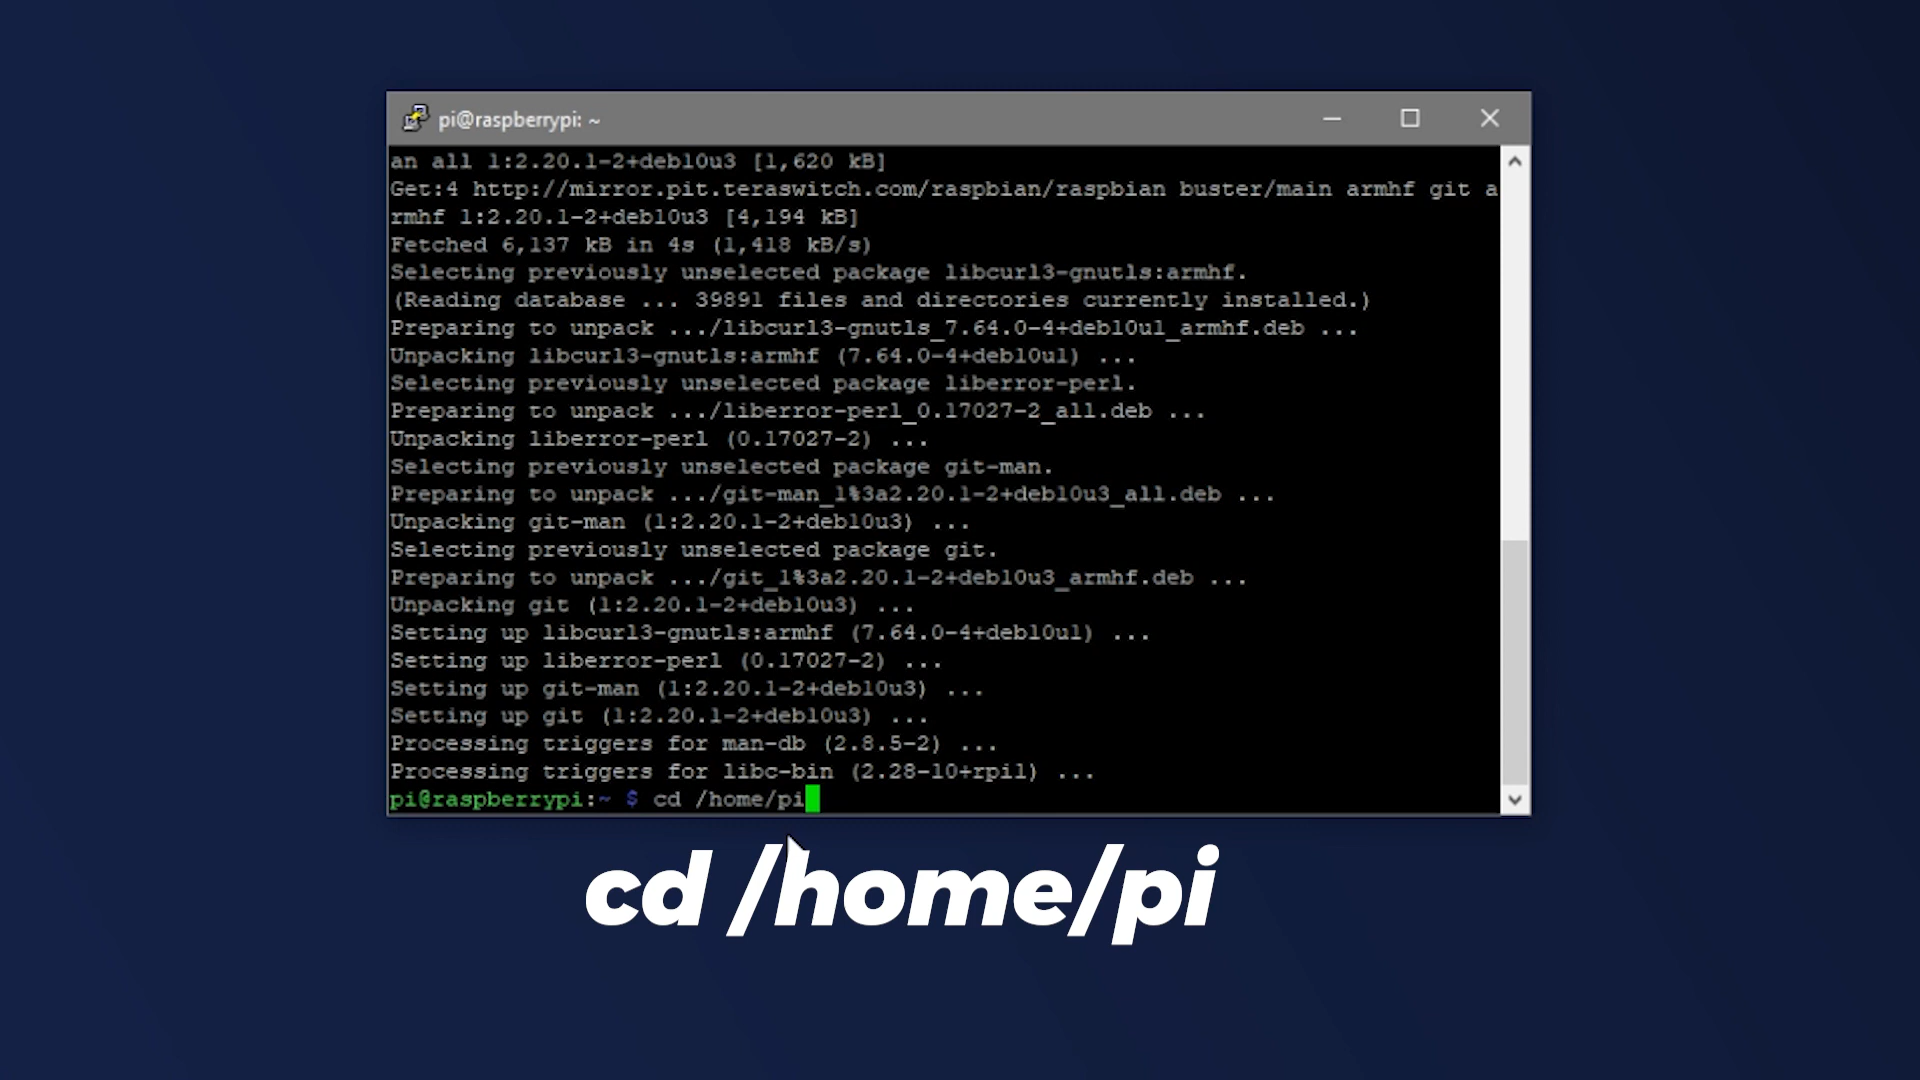 pi@raspberrypi: ~
an all 1:2.20.1-2+deb10u3 [1,620 kB]
Get:4 http://mirror.pit.teraswitch.com/raspbian/raspbian buster/main armhf git a
rmhf 1:2.20.1-2+deb10u3 [4,194 kB]
Fetched 6,137 kB in 4s (1,418 kB/s)
Selecting previously unselected package libcurl3-gnutls:armhf.
(Reading database ... 39891 files and directories currently installed.)
Preparing to unpack .../libcurl3-gnutls_7.64.0-4+deb10u1_armhf.deb ...
Unpacking libcurl3-gnutls:armhf (7.64.0-4+deb10u1) ...
Selecting previously unselected package liberror-perl.
Preparing to unpack .../liberror-perl_0.17027-2_all.deb ...
Unpacking liberror-perl (0.17027-2) ...
Selecting previously unselected package git-man.
Preparing to unpack .../git-man_1%3a2.20.1-2+deb10u3_all.deb ...
Unpacking git-man (1:2.20.1-2+deb10u3) ...
Selecting previously unselected package git.
Preparing to unpack .../git_1%3a2.20.1-2+deb10u3_armhf.deb ...
Unpacking git (1:2.20.1-2+deb10u3) ...
Setting up libcurl3-gnutls:armhf (7.64.0-4+deb10u1) ...
Setting up liberror-perl (0.17027-2) ...
Setting up git-man (1:2.20.1-2+deb10u3) ...
Setting up git (1:2.20.1-2+deb10u3) ...
Processing triggers for man-db (2.8.5-2) ...
Processing triggers for libc-bin (2.28-10+rpi1) ...
pi@raspberrypi:~ $ cd /home/pi
cd /home/pi